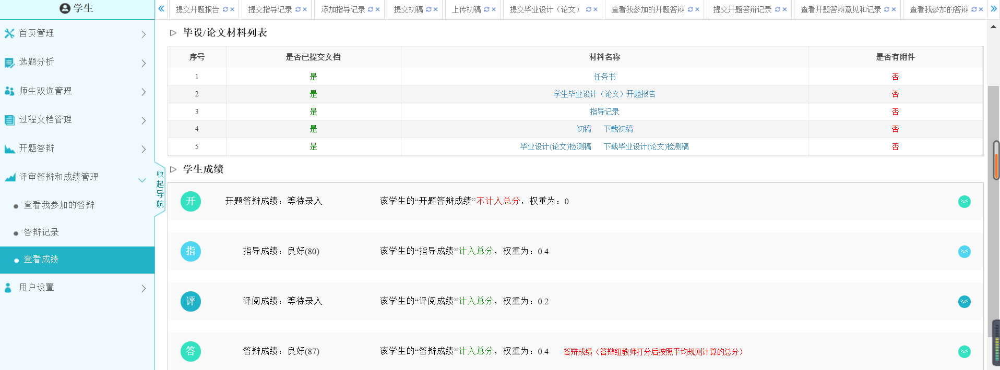 学生
首页管理
选题分析
师生双选管理
过程文档管理
开题答辩
评审答辩和成绩管理
查看我参加的答辩
答辩记录
查看成绩
用户设置
收起导航
提交开题报告 提交指导记录 添加指导记录 提交初稿 上传初稿 提交毕业设计（论文） 查看我参加的开题答辩 提交开题答辩记录 查看开题答辩意见和记录 查看我参加的答辩
毕设/论文材料列表
序号 是否已提交文档 材料名称 是否有附件
1 是 任务书 否
2 是 学生毕业设计（论文）开题报告 否
3 是 指导记录 否
4 是 初稿 下载初稿 否
5 是 毕业设计(论文)检测稿 下载毕业设计(论文)检测稿 否
学生成绩
开 开题答辩成绩：等待录入 该学生的“开题答辩成绩”不计入总分，权重为：0
指 指导成绩：良好(80) 该学生的“指导成绩”计入总分，权重为：0.4
评 评阅成绩：等待录入 该学生的“评阅成绩”计入总分，权重为：0.2
答 答辩成绩：良好(87) 该学生的“答辩成绩”计入总分，权重为：0.4 答辩成绩（答辩组教师打分后按照平均规则计算的总分）